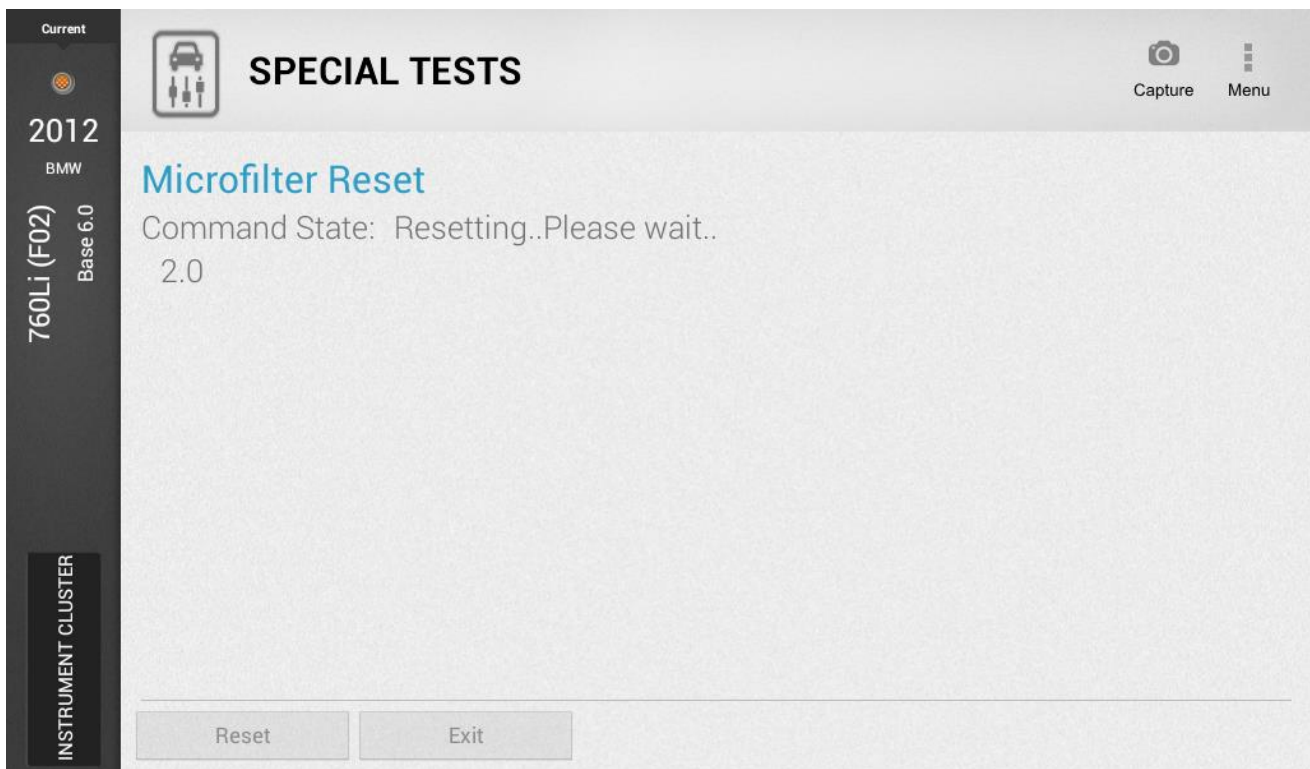 Current
2012
BMW
760Li (F02)
Base 6.0
INSTRUMENT CLUSTER
SPECIAL TESTS
Capture
Menu
Microfilter Reset
Command State: Resetting..Please wait..
2.0
Reset
Exit